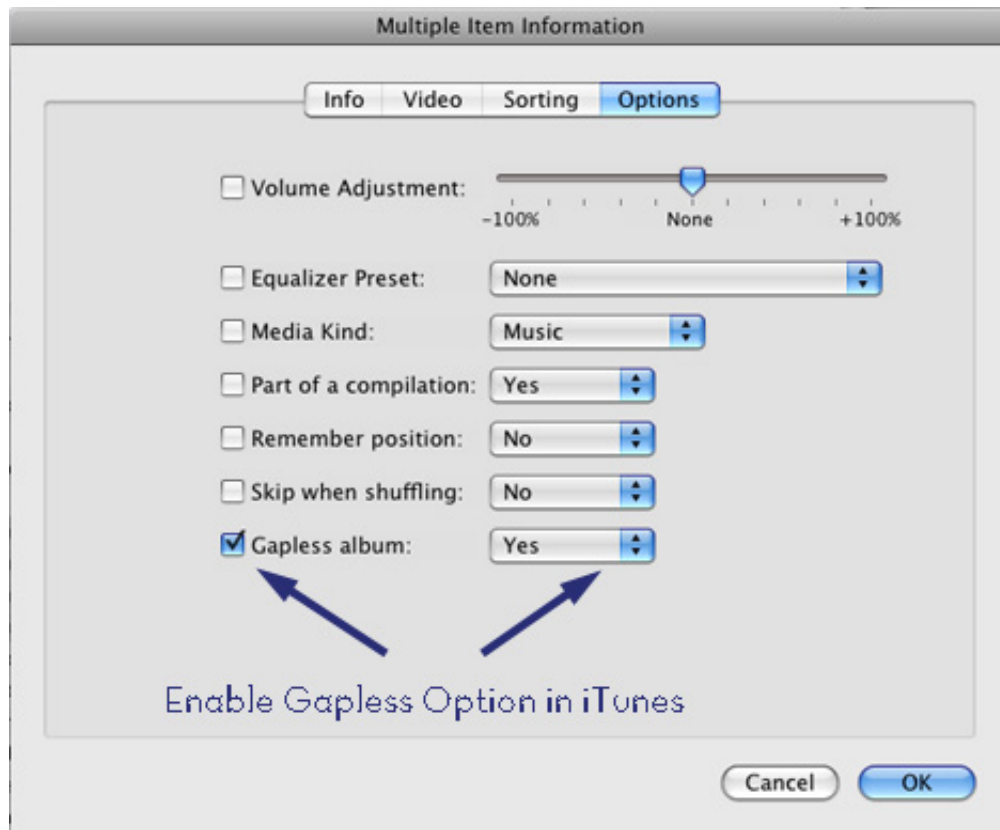 Multiple Item Information
Info Video Sorting Options
Volume Adjustment:
-100% None +100%
Equalizer Preset: None
Media Kind: Music
Part of a compilation: Yes
Remember position: No
Skip when shuffling: No
Gapless album: Yes
Enable Gapless Option in iTunes
Cancel OK